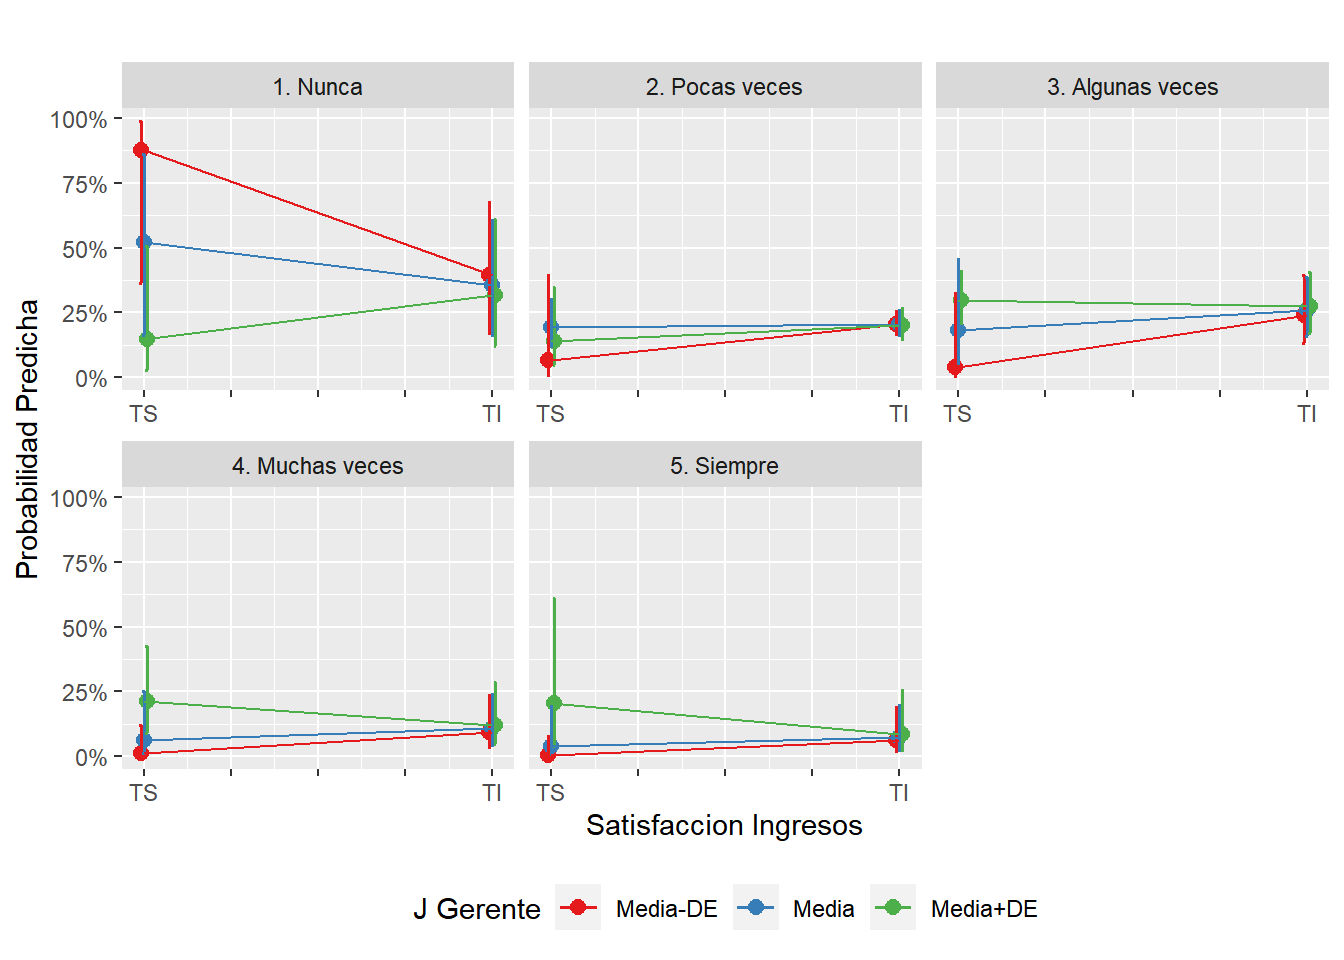 1. Nunca
2. Pocas veces
3. Algunas veces
100%
75%
50%
25%
0%
TS
TI
TS
TI
TS
TI
4. Muchas veces
5. Siempre
100%
75%
50%
25%
0%
TS
TI
TS
TI
Probabilidad Predicha
Satisfaccion Ingresos
J Gerente
Media-DE
Media
Media+DE